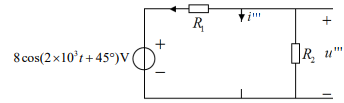 R₁
i'''
+
8cos(2×10³t+45°)V
+
−
R₂
u'''
−